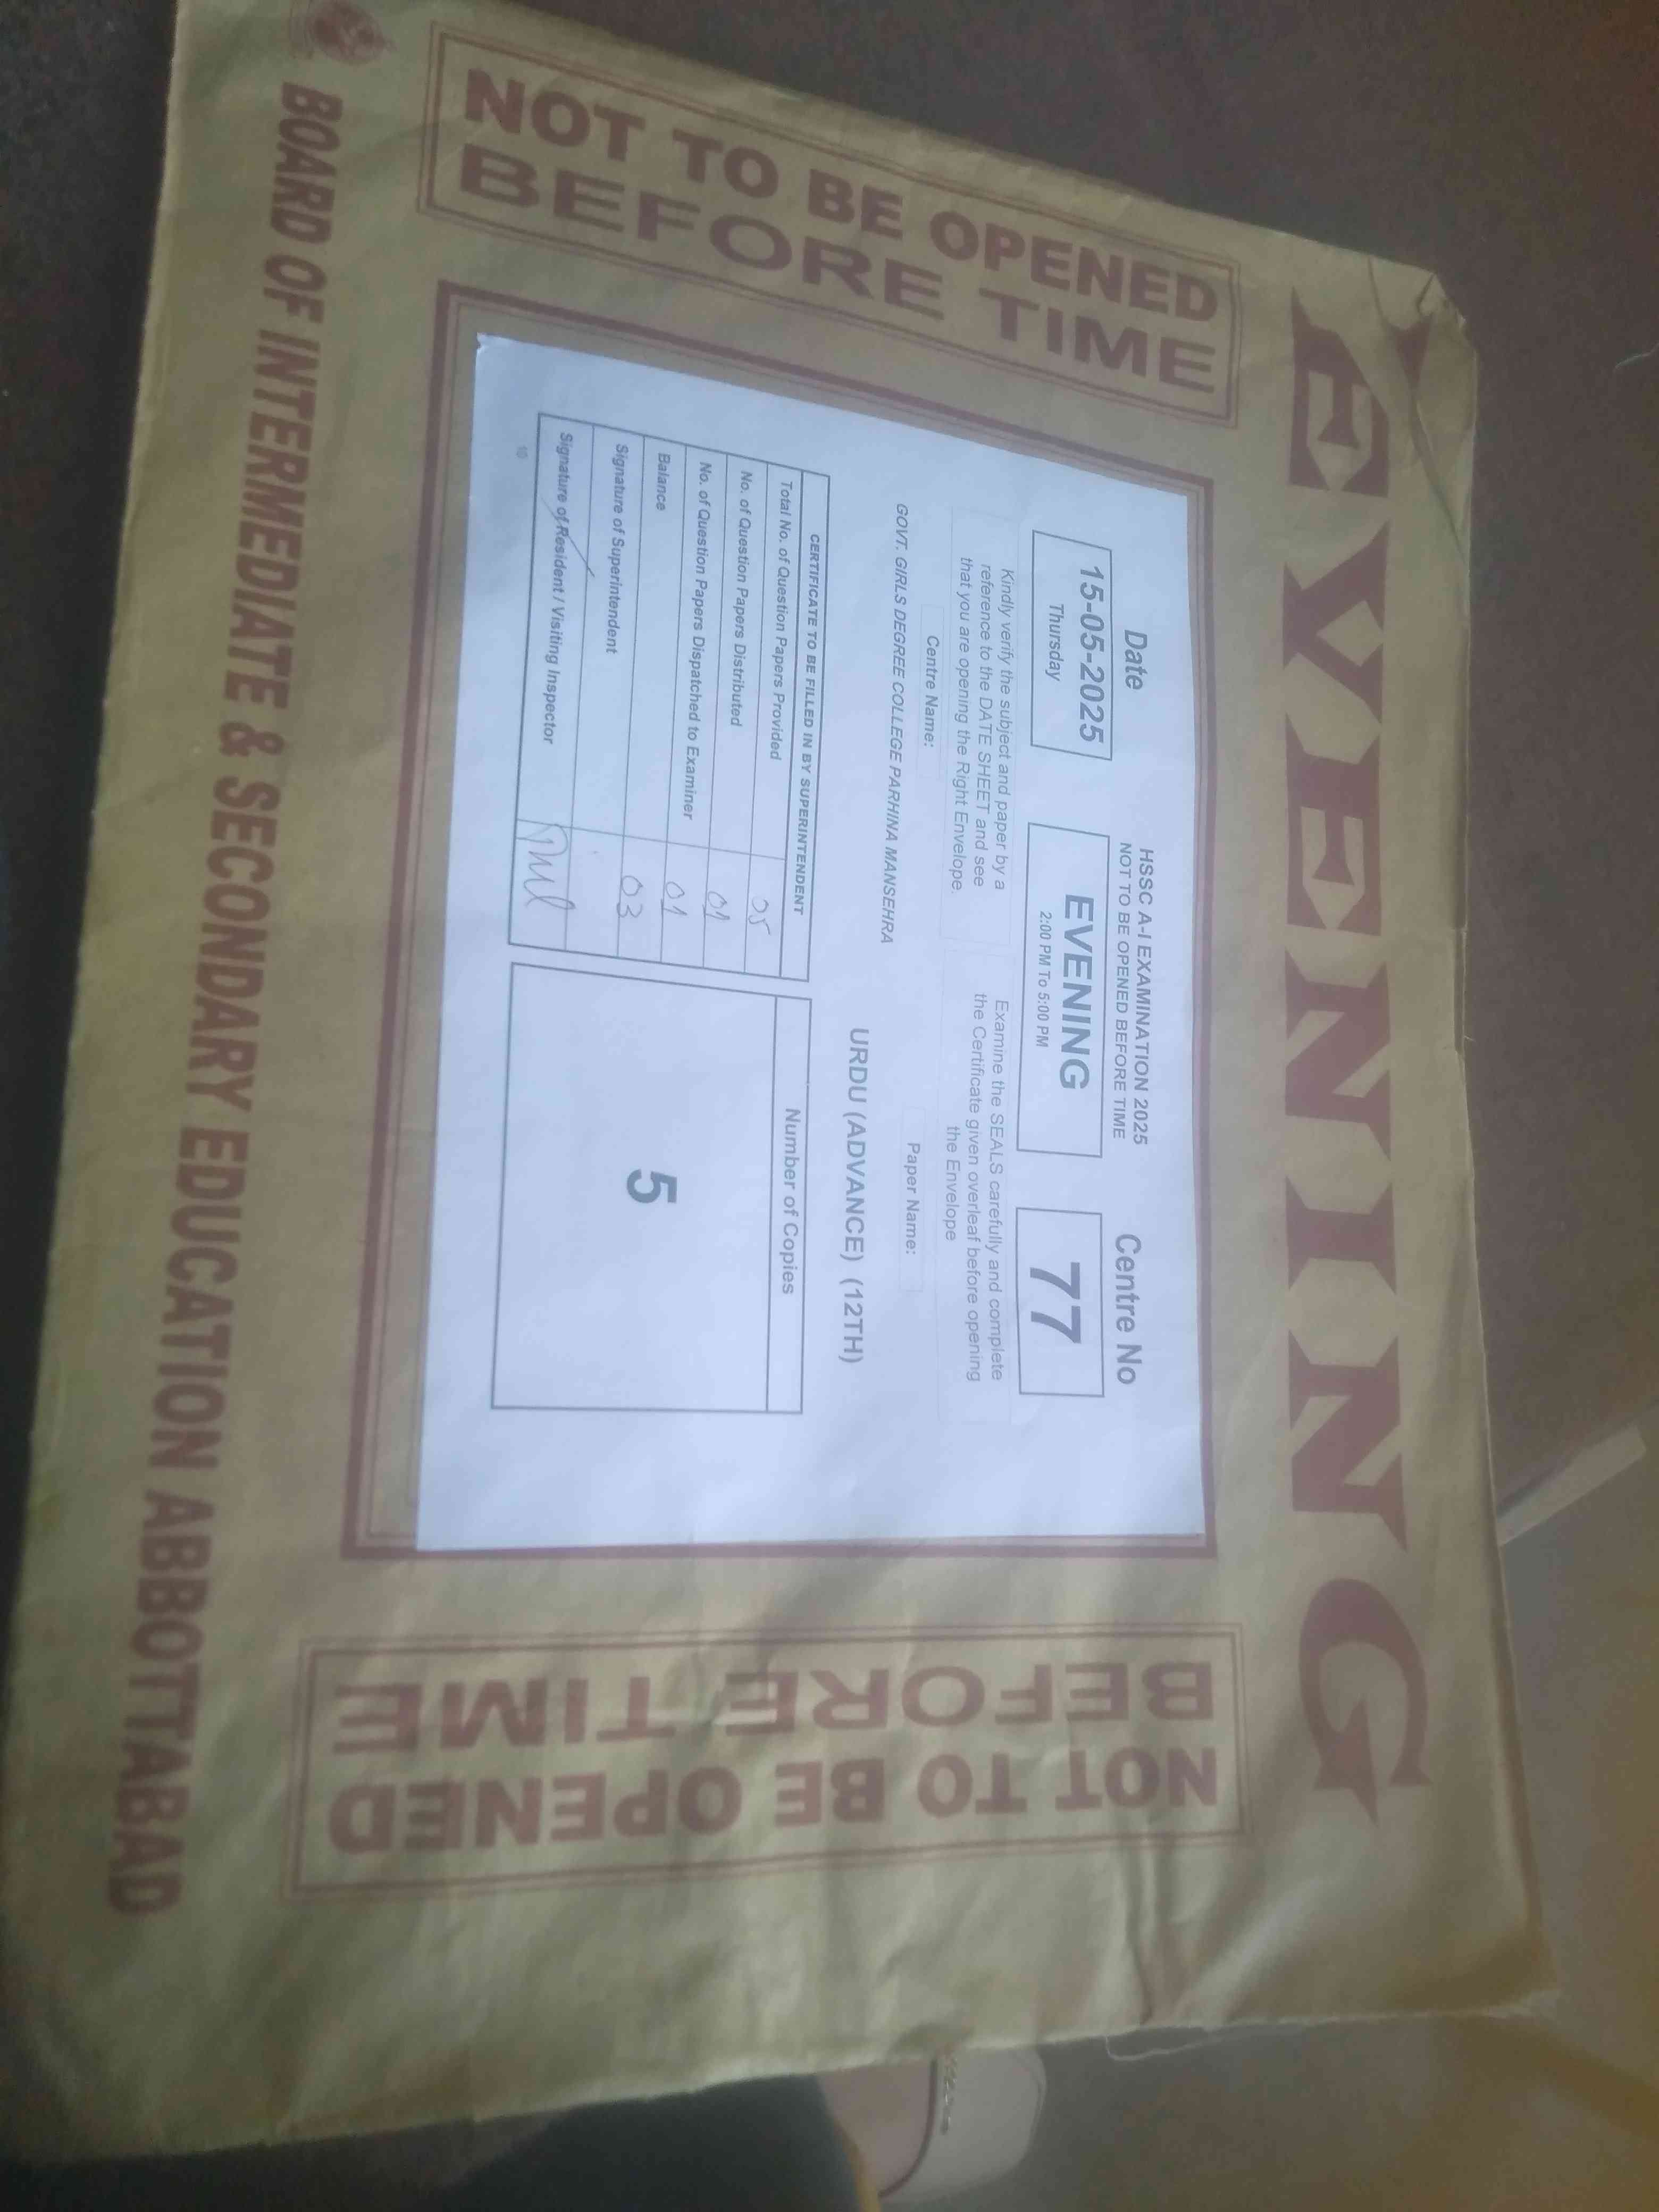 EVENING
NOT TO BE OPENED
BEFORE TIME
Date
15-05-2025
Thursday
HSSC A-I EXAMINATION 2025
NOT TO BE OPENED BEFORE TIME
EVENING
2:00 PM To 5:00 PM
Centre No
77
Kindly verify the subject and paper by a
reference to the DATE SHEET and see
that you are opening the Right Envelope.
Examine the SEALS carefully and complete
the Certificate given overleaf before opening
the Envelope
Centre Name:
GOVT. GIRLS DEGREE COLLEGE PARHINA MANSEHRA
Paper Name:
URDU (ADVANCE) (12TH)
CERTIFICATE TO BE FILLED IN BY SUPERINTENDENT
Total No. of Question Papers Provided 05
No. of Question Papers Distributed 01
No. of Question Papers Dispatched to Examiner 01
Balance 03
Signature of Superintendent
Signature of Resident / Visiting Inspector
10
Number of Copies
5
NOT TO BE OPENED
BEFORE TIME
BOARD OF INTERMEDIATE & SECONDARY EDUCATION ABBOTTABAD